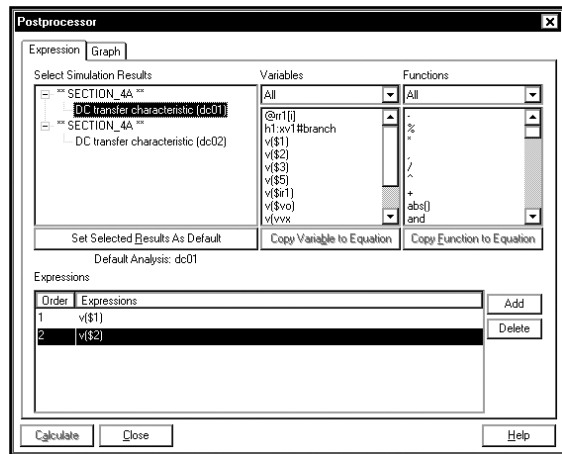 Postprocessor
Expression Graph
Select Simulation Results Variables Functions
** SECTION_4A **
DC transfer characteristic (dc01)
** SECTION_4A **
DC transfer characteristic (dc02)
All
@rr1[i]
h1:xv1#branch
v($1)
v($2)
v($3)
v($5)
v($ir1)
v($vo)
v(vvx
All
-
%
*
,
/
^
+
abs()
and
Set Selected Results As Default Copy Variable to Equation Copy Function to Equation
Default Analysis: dc01
Expressions
Order Expressions
1 v($1)
2 v($2)
Add
Delete
Calculate Close Help